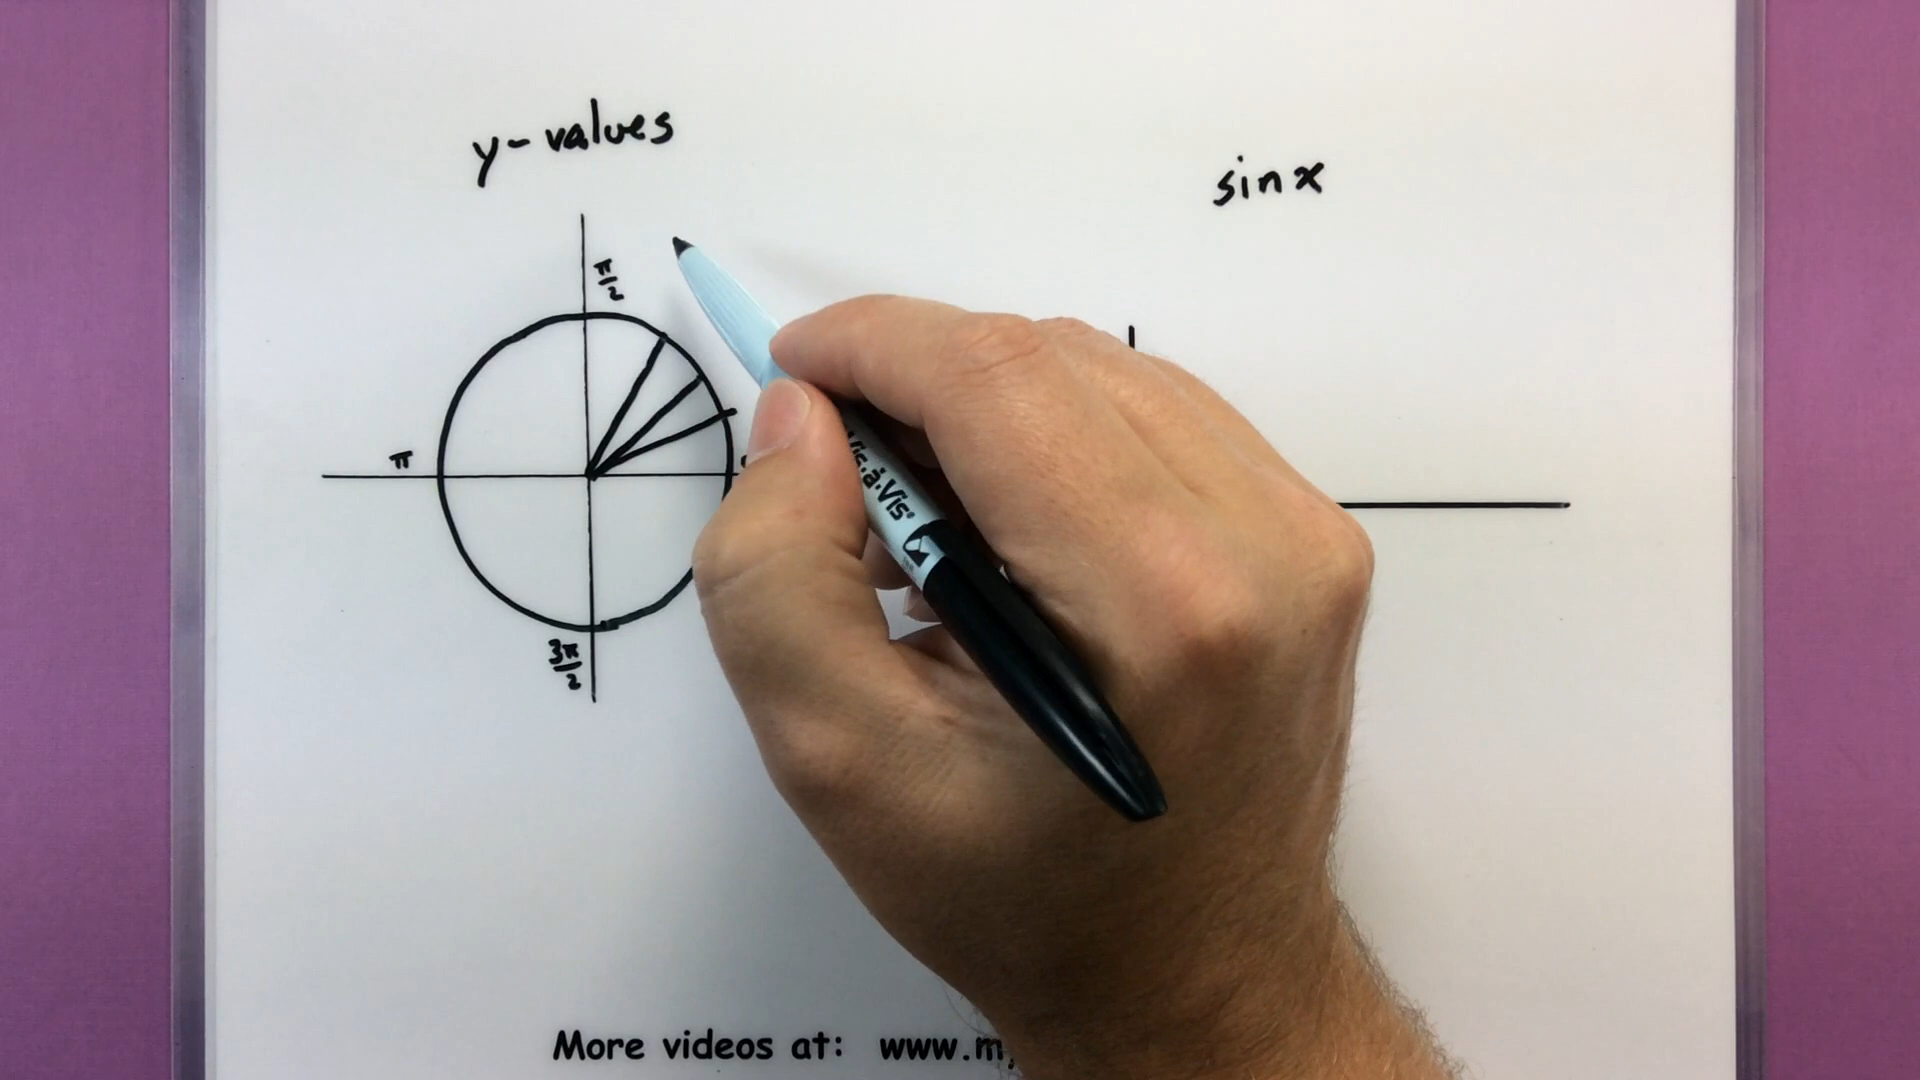 y-values
sin x
π/2
π
3π/2
Vis·à·Vis®
More videos at: www.m